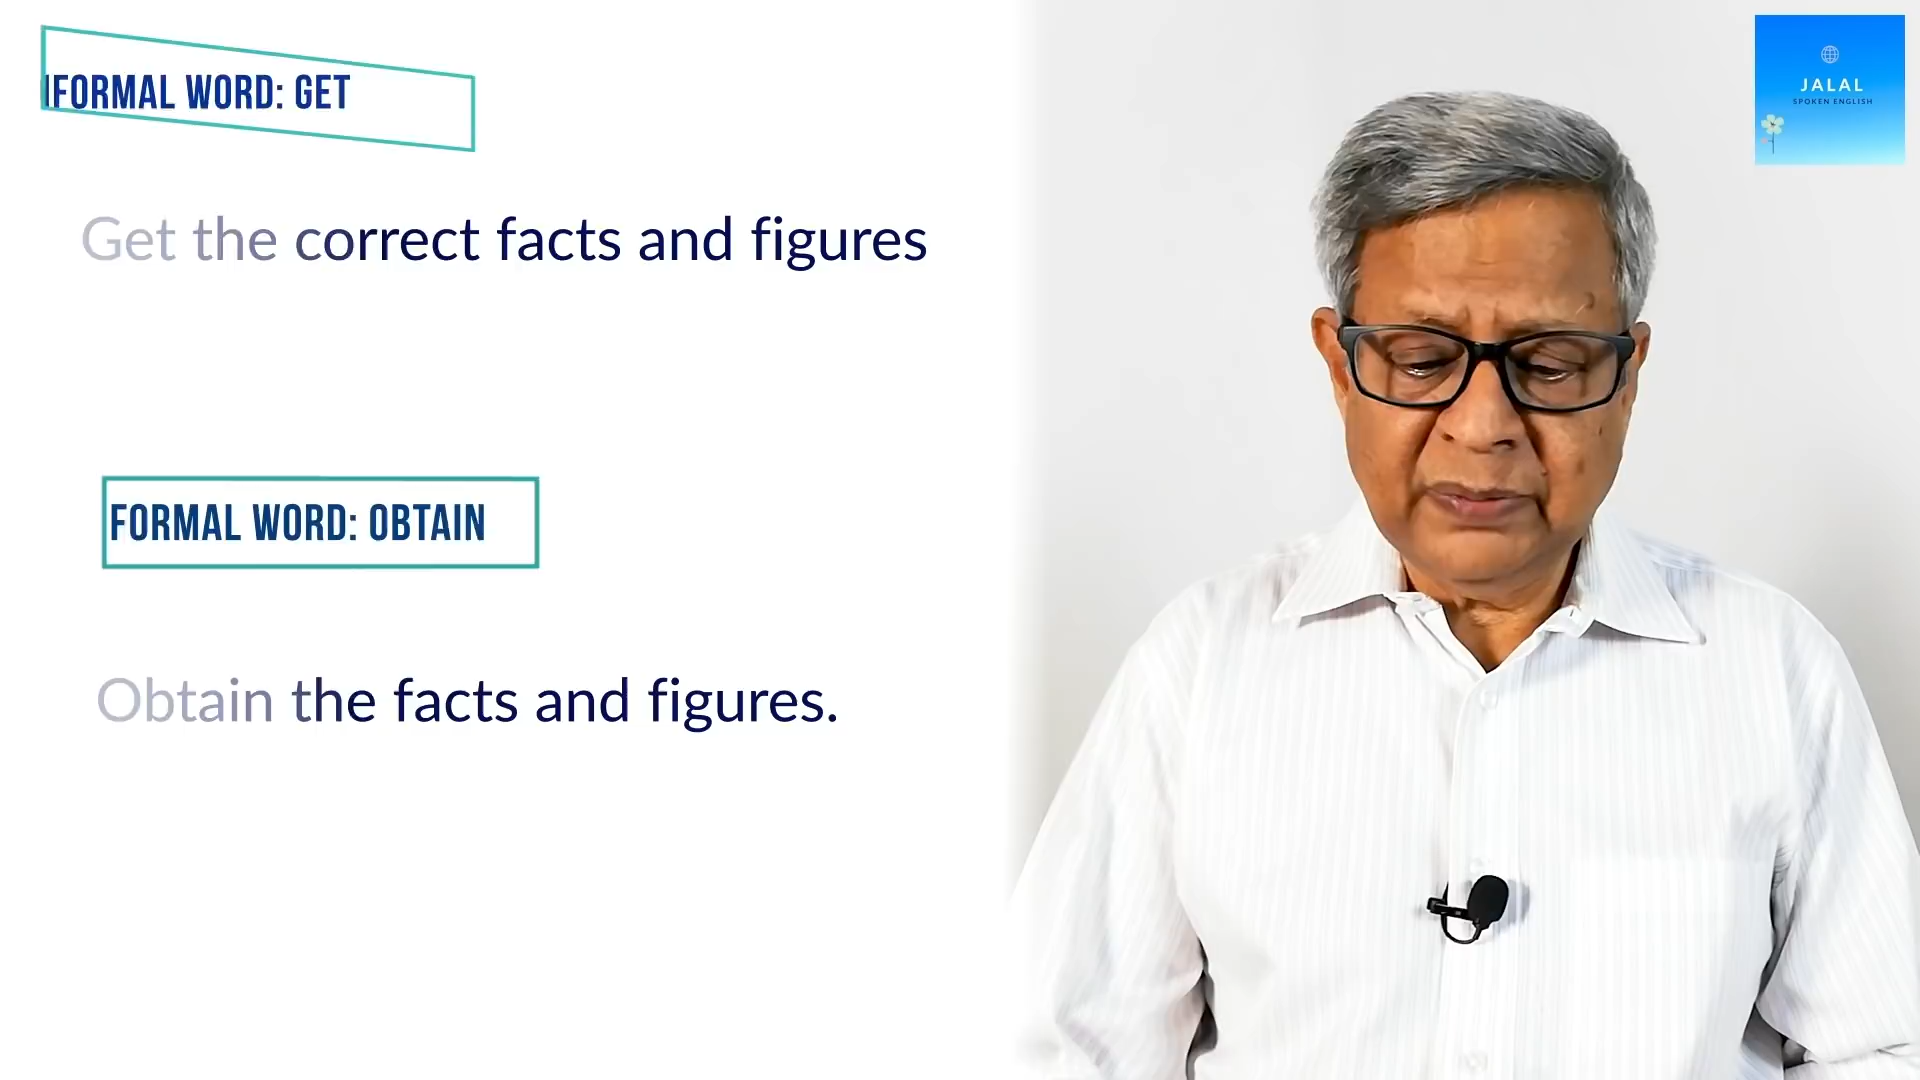 IFORMAL WORD: GET
Get the correct facts and figures
FORMAL WORD: OBTAIN
Obtain the facts and figures.
JALAL
SPOKEN ENGLISH